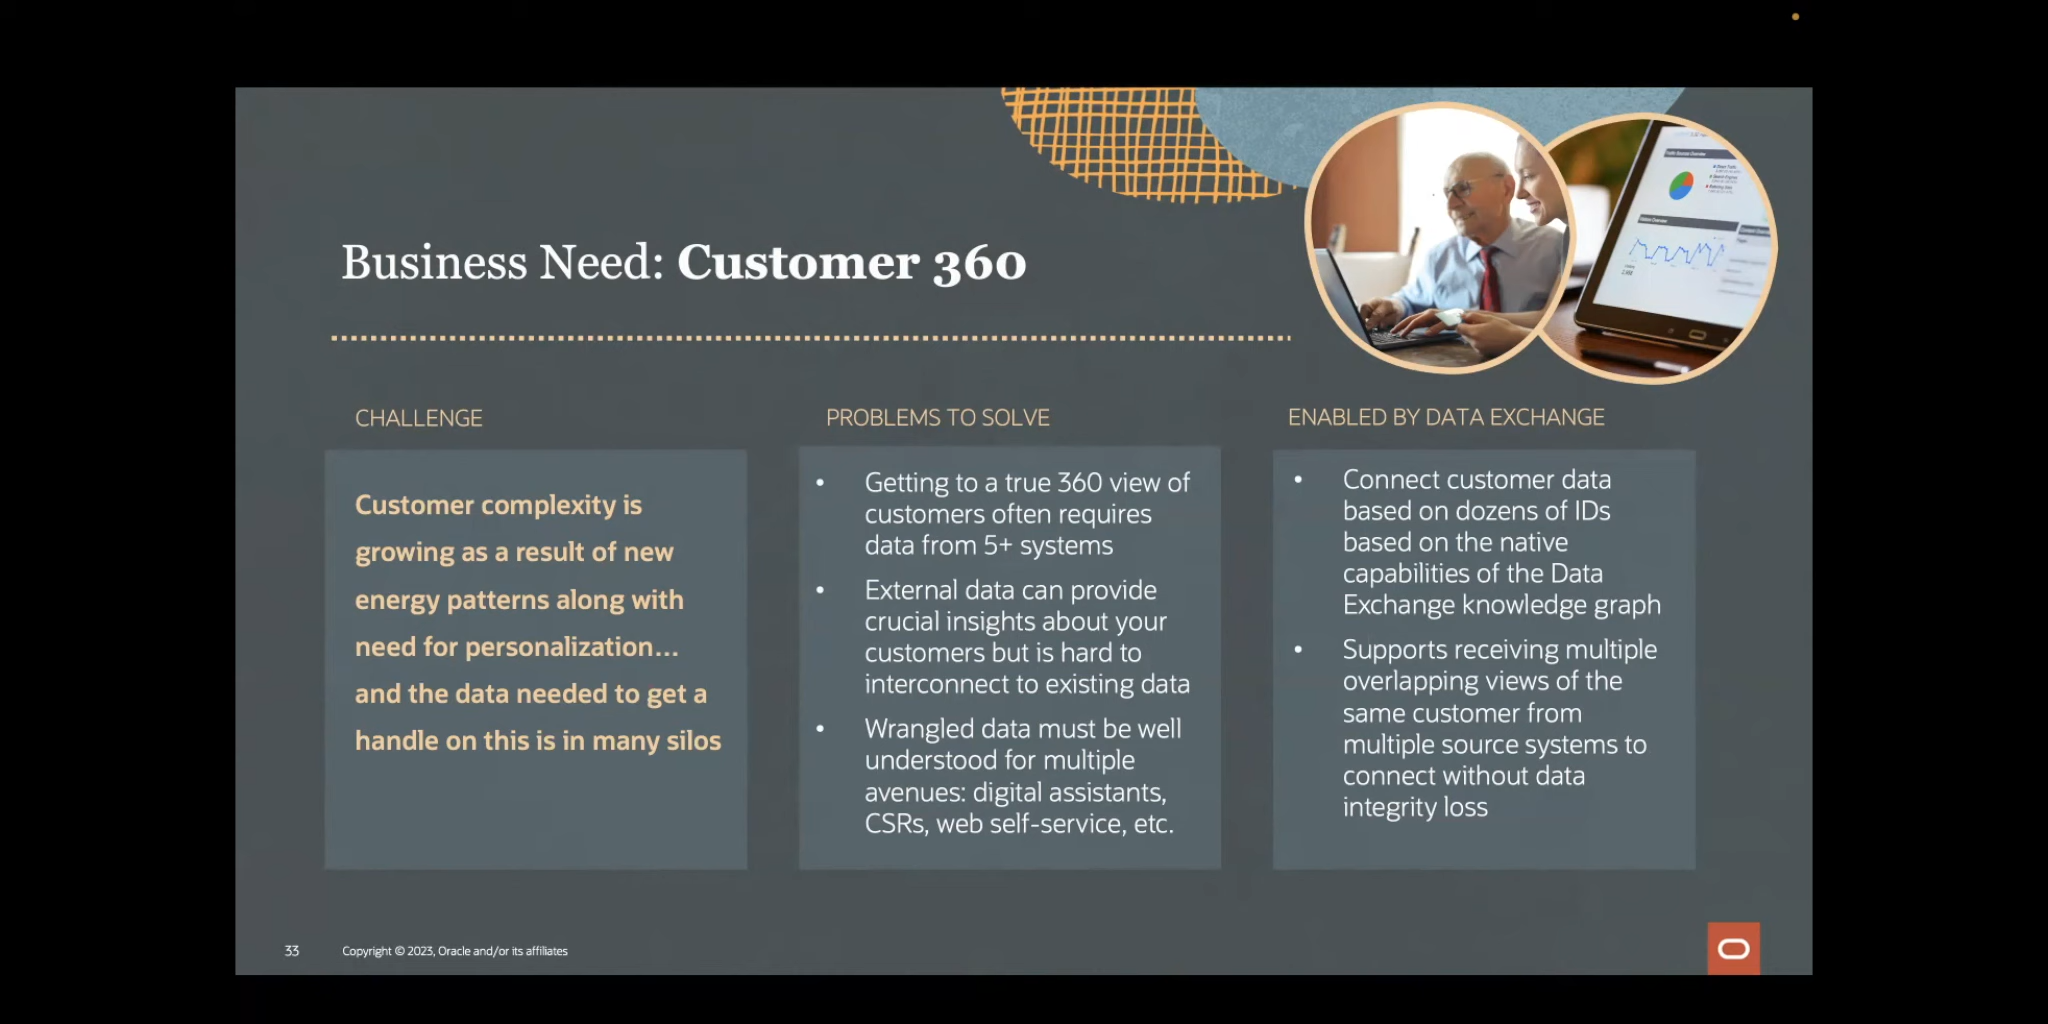 Business Need: Customer 360
CHALLENGE
Customer complexity is
growing as a result of new
energy patterns along with
need for personalization...
and the data needed to get a
handle on this is in many silos
PROBLEMS TO SOLVE
• Getting to a true 360 view of
customers often requires
data from 5+ systems
• External data can provide
crucial insights about your
customers but is hard to
interconnect to existing data
• Wrangled data must be well
understood for multiple
avenues: digital assistants,
CSRs, web self-service, etc.
ENABLED BY DATA EXCHANGE
• Connect customer data
based on dozens of IDs
based on the native
capabilities of the Data
Exchange knowledge graph
• Supports receiving multiple
overlapping views of the
same customer from
multiple source systems to
connect without data
integrity loss
33
Copyright © 2023, Oracle and/or its affiliates